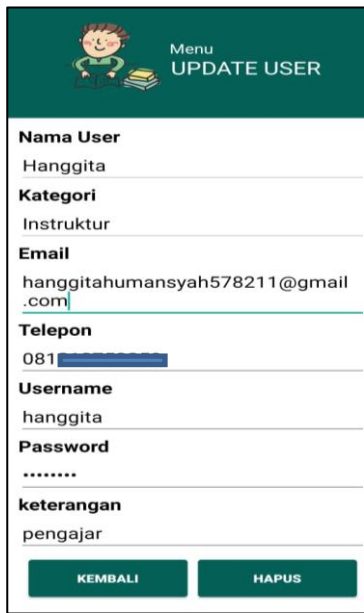 Menu
UPDATE USER
Nama User
Hanggita
Kategori
Instruktur
Email
hanggitahumansyah578211@gmail
.com
Telepon
081
Username
hanggita
Password
••••••••
keterangan
pengajar
KEMBALI
HAPUS